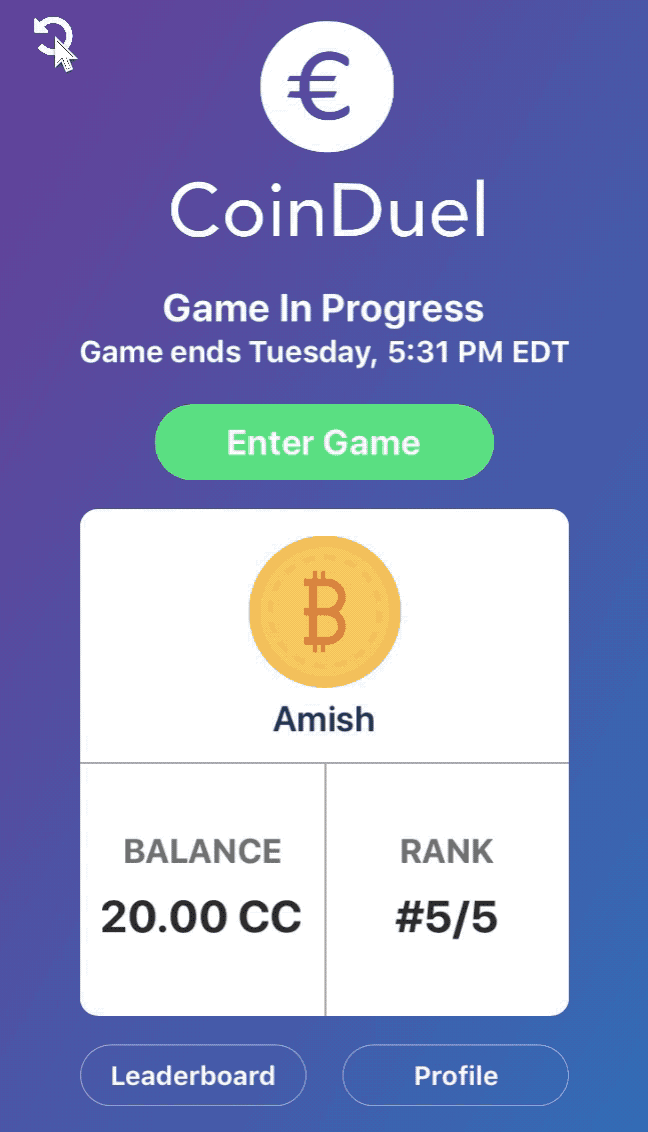 €
CoinDuel
Game In Progress
Game ends Tuesday, 5:31 PM EDT
Enter Game
Amish
BALANCE
20.00 CC
RANK
#5/5
Leaderboard
Profile